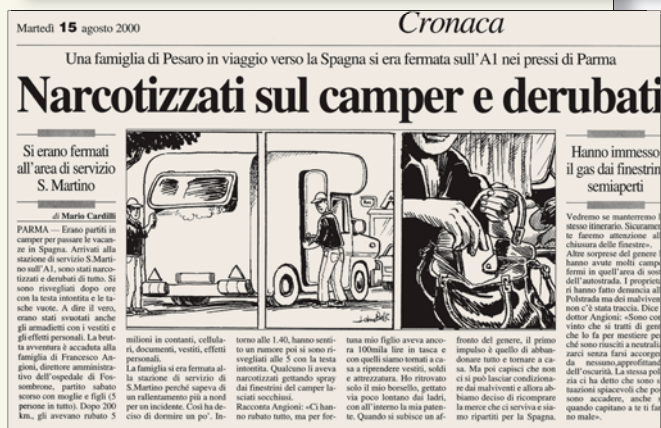 Martedì 15 agosto 2000
Cronaca
Una famiglia di Pesaro in viaggio verso la Spagna si era fermata sull'A1 nei pressi di Parma
Narcotizzati sul camper e derubati
Si erano fermati
all'area di servizio
S. Martino
di Mario Cardilli
PARMA — Erano partiti in
camper per passare le vacan-
ze in Spagna. Arrivati alla
stazione di servizio S.Marti-
no sull'A1, sono stati narco-
tizzati e derubati di tutto. Si
sono risvegliati dopo ore
con la testa intontita e le ta-
sche vuote. A dire il vero,
erano stati svuotati anche
gli armadietti con i vestiti e
gli effetti personali. La brut-
ta avventura è accaduta alla
famiglia di Francesco An-
gioni, direttore amministra-
tivo dell'ospedale di Fos-
sombrone, partito sabato
scorso con moglie e figli (5
persone in tutto). Dopo 200
km., gli avevano rubato 5
milioni in contanti, cellula-
ri, documenti, vestiti, effetti
personali.
La famiglia si era fermata al-
la stazione di servizio di
S.Martino perché sapeva di
un rallentamento più a nord
per un incidente. Così ha de-
ciso di dormire un po'. In-
torno alle 1.40, hanno senti-
to un rumore poi si sono ri-
svegliati alle 5 con la testa
intontita. Qualcuno li aveva
narcotizzati gettando spray
dai finestrini del camper la-
sciati socchiusi.
Racconta Angioni: «Ci han-
no rubato tutto, ma per for-
tuna mio figlio aveva anco-
ra 100mila lire in tasca e
con quelli siamo tornati a ca-
sa a riprendere vestiti, soldi
e attrezzatura. Ho ritrovato
solo il mio borsello, gettato
via poco lontano dai ladri,
con all'interno la mia paten-
te. Quando si subisce un af-
fronto del genere, il primo
impulso è quello di abban-
donare tutto e tornare a ca-
sa. Ma poi capisci che non
ci si può lasciar condiziona-
re dai malviventi e allora ab-
biamo deciso di ricomprare
la merce che ci serviva e sia-
mo ripartiti per la Spagna.
Hanno immesso
il gas dai finestrin
semiaperti
Vedremo se manterremo l
stesso itinerario. Sicuramen
te faremo attenzione all
chiusura delle finestre».
Altre sorprese del genere l
hanno avute molti camp
fermi in quell'area di sos
dell'autostrada. I proprieta
ri hanno fatto denuncia all
Polstrada ma dei malviven
non c'è stata traccia. Dice
dottor Angioni: «Sono con
vinto che si tratti di gent
che lo fa per mestiere pe
ché sono riusciti a neutraliz
zarci senza farsi accorger
da nessuno, approfittand
dell'oscurità. La stessa pol
zia ci ha detto che sono s
tuazioni spiacevoli che po
sono accadere, anche s
quando capitano a te ti fa
no male».